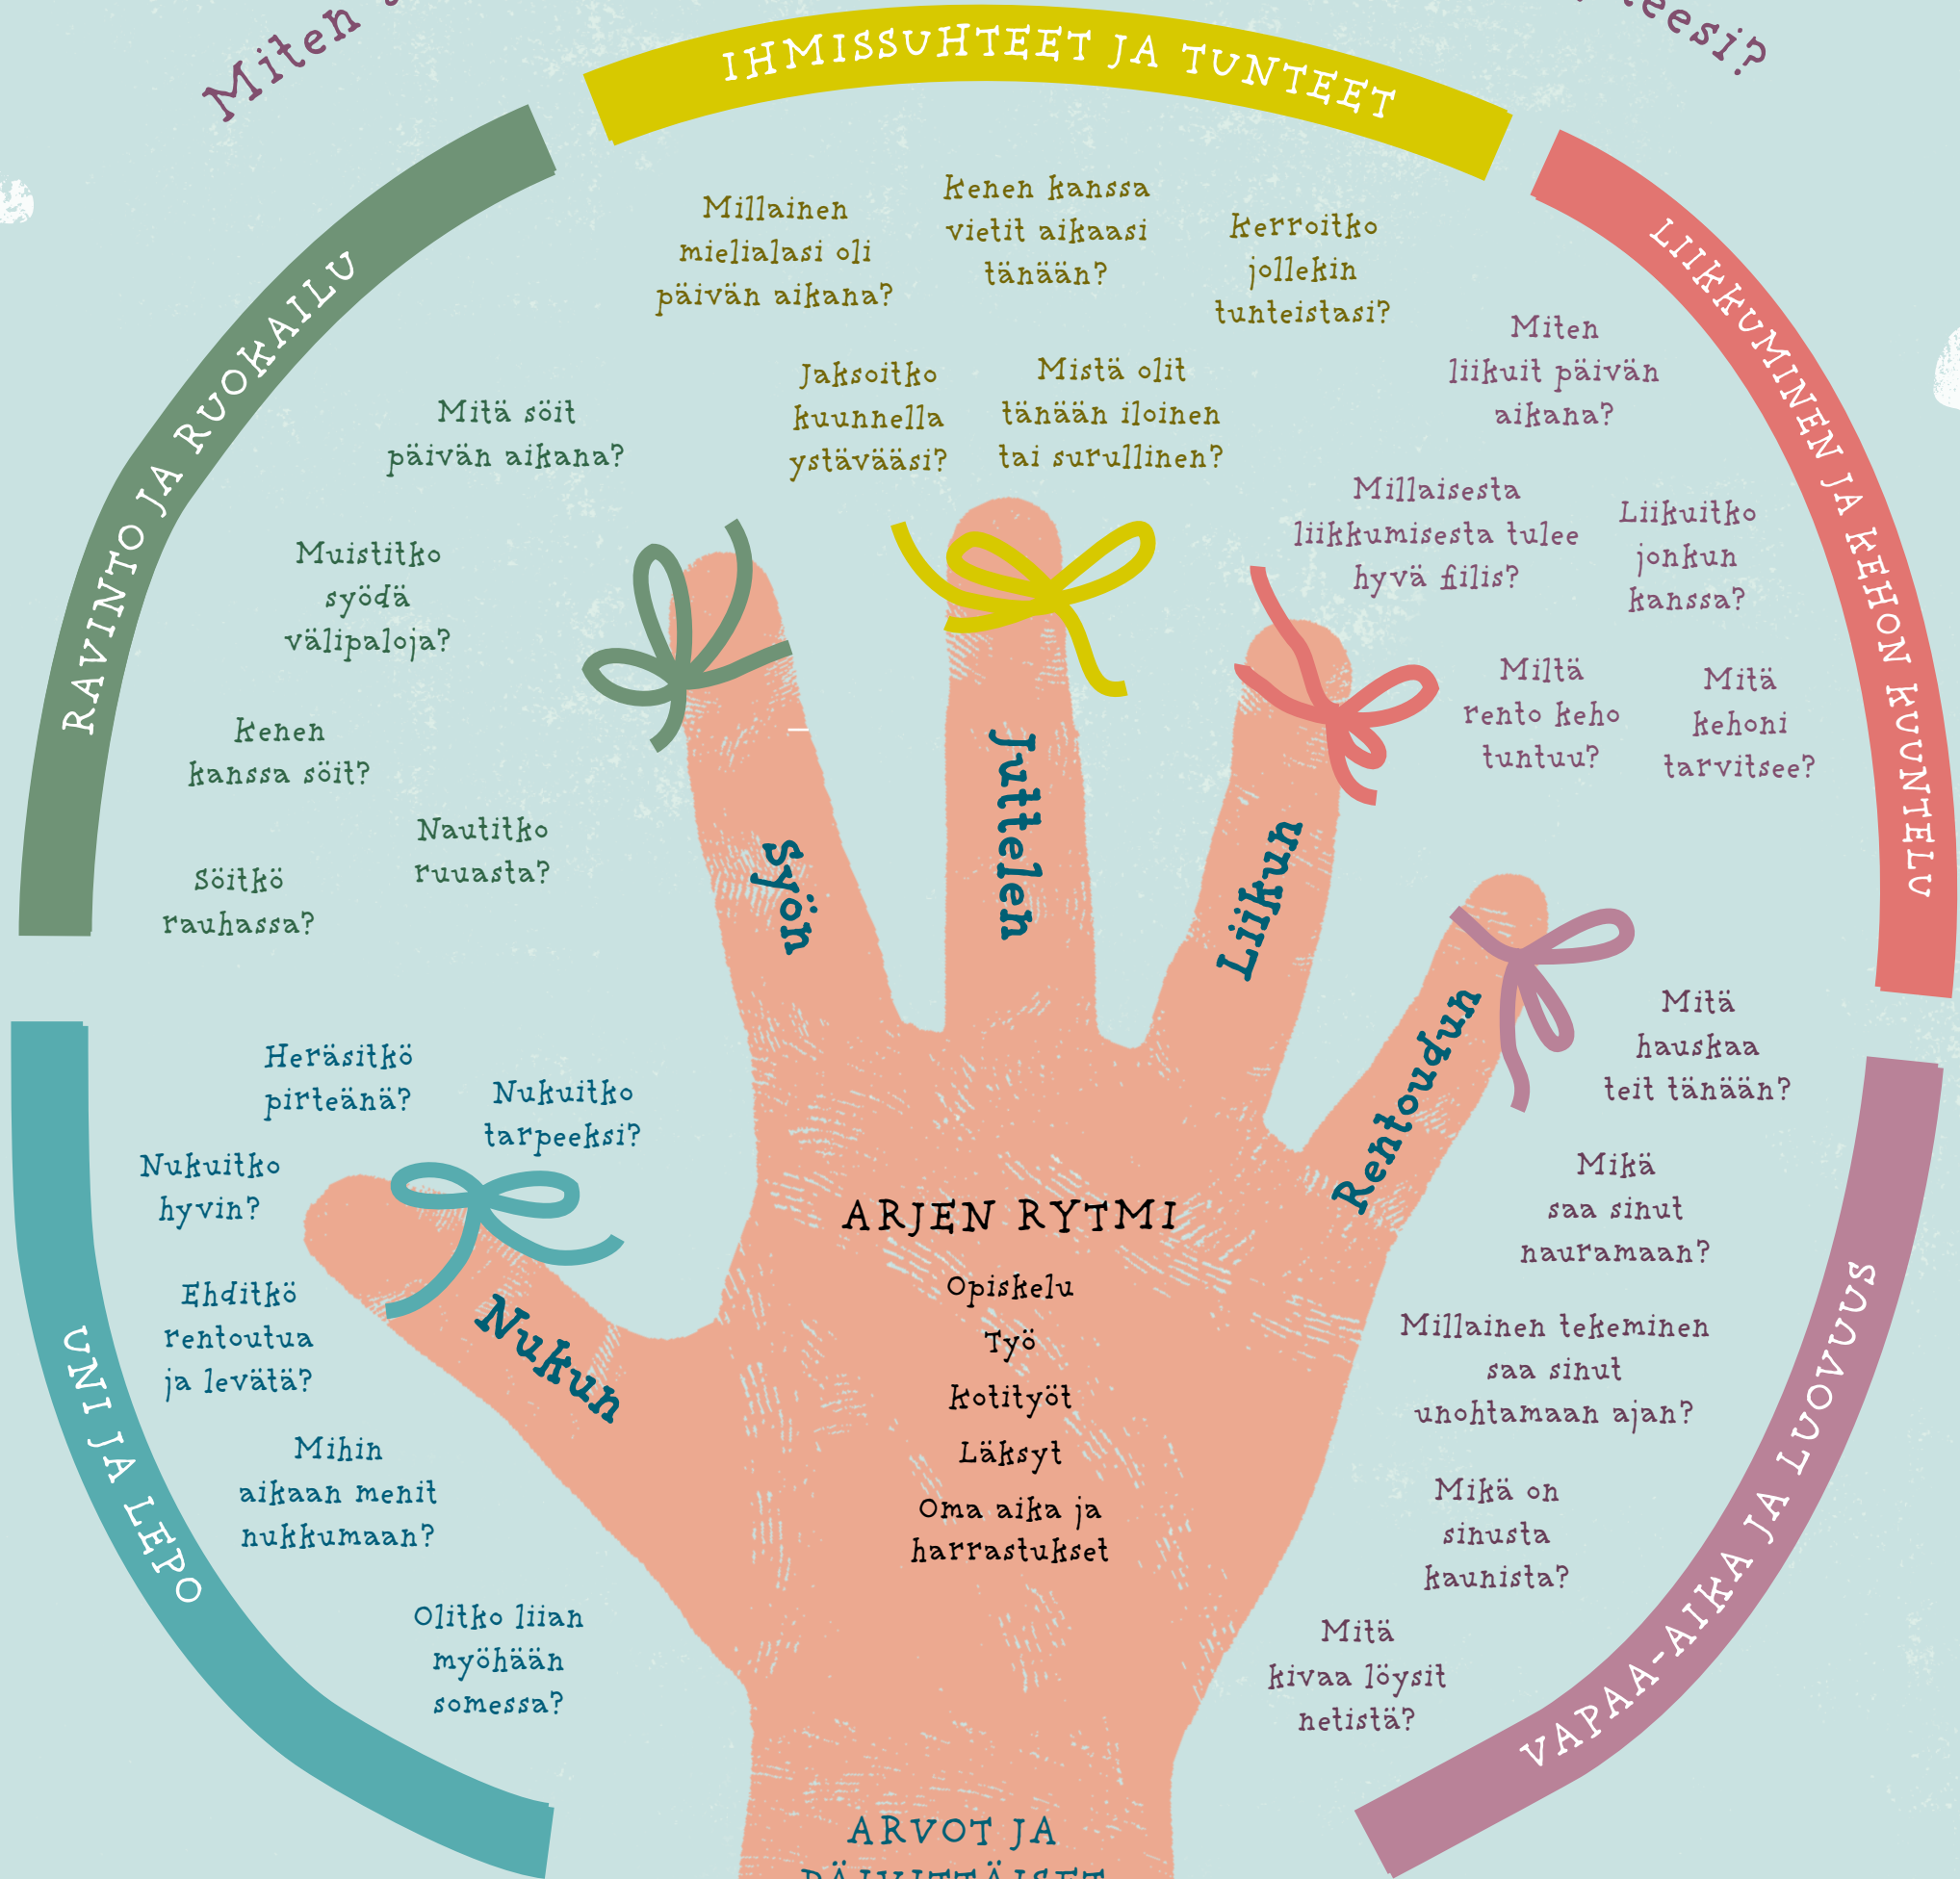 Miten
teesi?
IHMISSUHTEET JA TUNTEET
Millainen
mielialasi oli
päivän aikana?
Kenen kanssa
vietit aikaasi
tänään?
Kerroitko
jollekin
tunteistasi?
Jaksoitko
kuunnella
ystävääsi?
Mistä olit
tänään iloinen
tai surullinen?
RAVINTO JA RUOKAILU
Mitä söit
päivän aikana?
Muistitko
syödä
välipaloja?
Kenen
kanssa söit?
Nautitko
ruuasta?
Söitkö
rauhassa?
LIIKKUMINEN JA KEHON KUUNTELU
Miten
liikuit päivän
aikana?
Millaisesta
liikkumisesta tulee
hyvä fiilis?
Liikuitko
jonkun
kanssa?
Miltä
rento keho
tuntuu?
Mitä
kehoni
tarvitsee?
Syön
Juttelen
Liikun
Rentoudun
Nukun
UNI JA LEPO
Heräsitkö
pirteänä?
Nukuitko
tarpeeksi?
Nukuitko
hyvin?
Ehditkö
rentoutua
ja levätä?
Mihin
aikaan menit
nukkumaan?
Olitko liian
myöhään
somessa?
ARJEN RYTMI
Opiskelu
Työ
Kotityöt
Läksyt
Oma aika ja
harrastukset
VAPAA-AIKA JA LUOVUUS
Mitä
hauskaa
teit tänään?
Mikä
saa sinut
nauramaan?
Millainen tekeminen
saa sinut
unohtamaan ajan?
Mikä on
sinusta
kaunista?
Mitä
kivaa löysit
netistä?
ARVOT JA
PÄIVITTÄISET